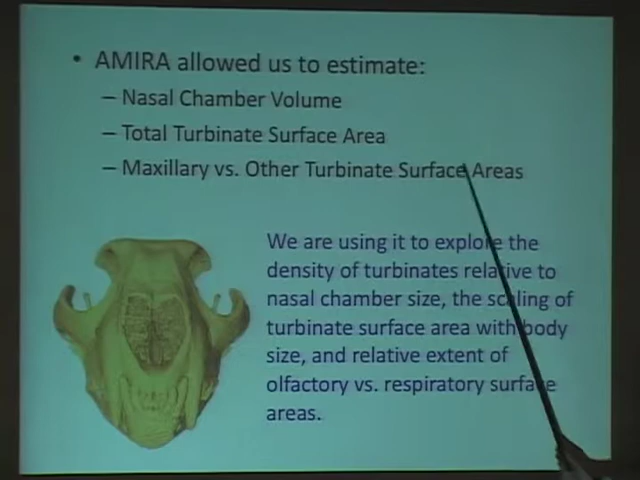 • AMIRA allowed us to estimate:
– Nasal Chamber Volume
– Total Turbinate Surface Area
– Maxillary vs. Other Turbinate Surface Areas
We are using it to explore the
density of turbinates relative to
nasal chamber size, the scaling of
turbinate surface area with body
size, and relative extent of
olfactory vs. respiratory surface
areas.